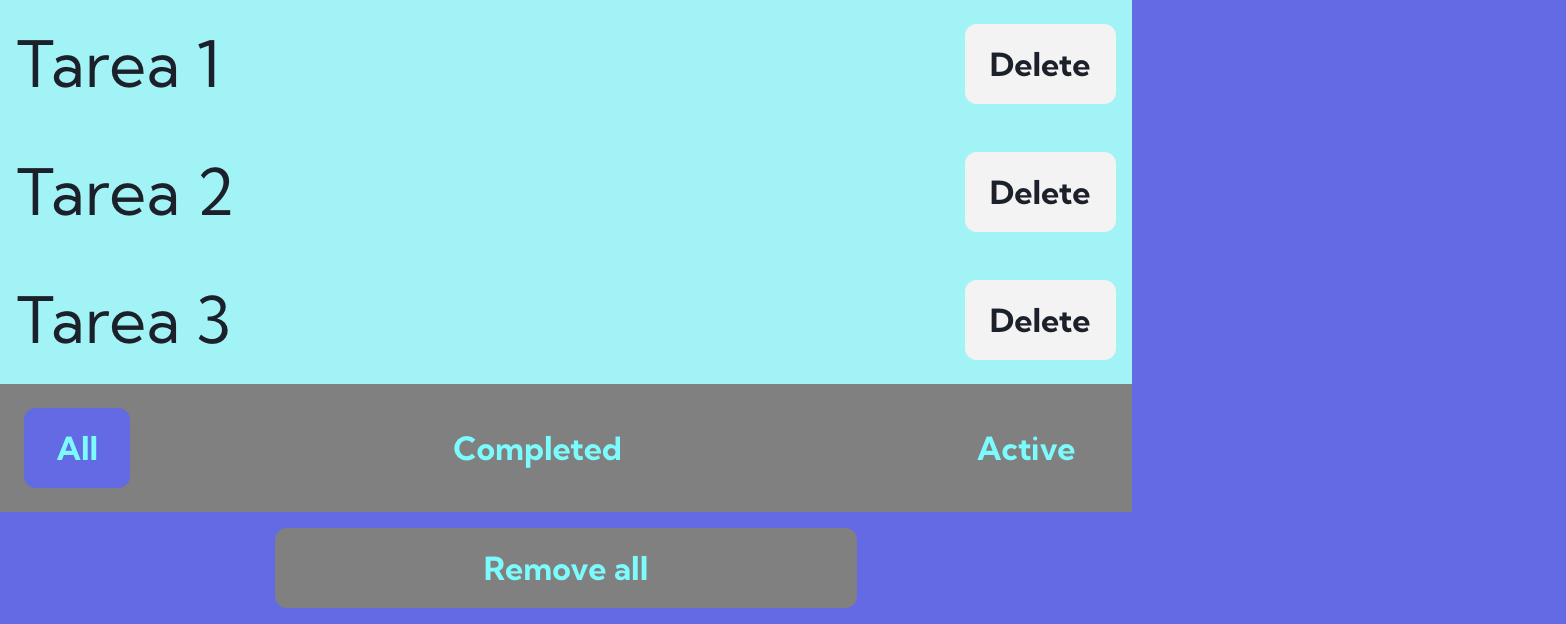 Tarea 1 Delete
Tarea 2 Delete
Tarea 3 Delete
All Completed Active
Remove all